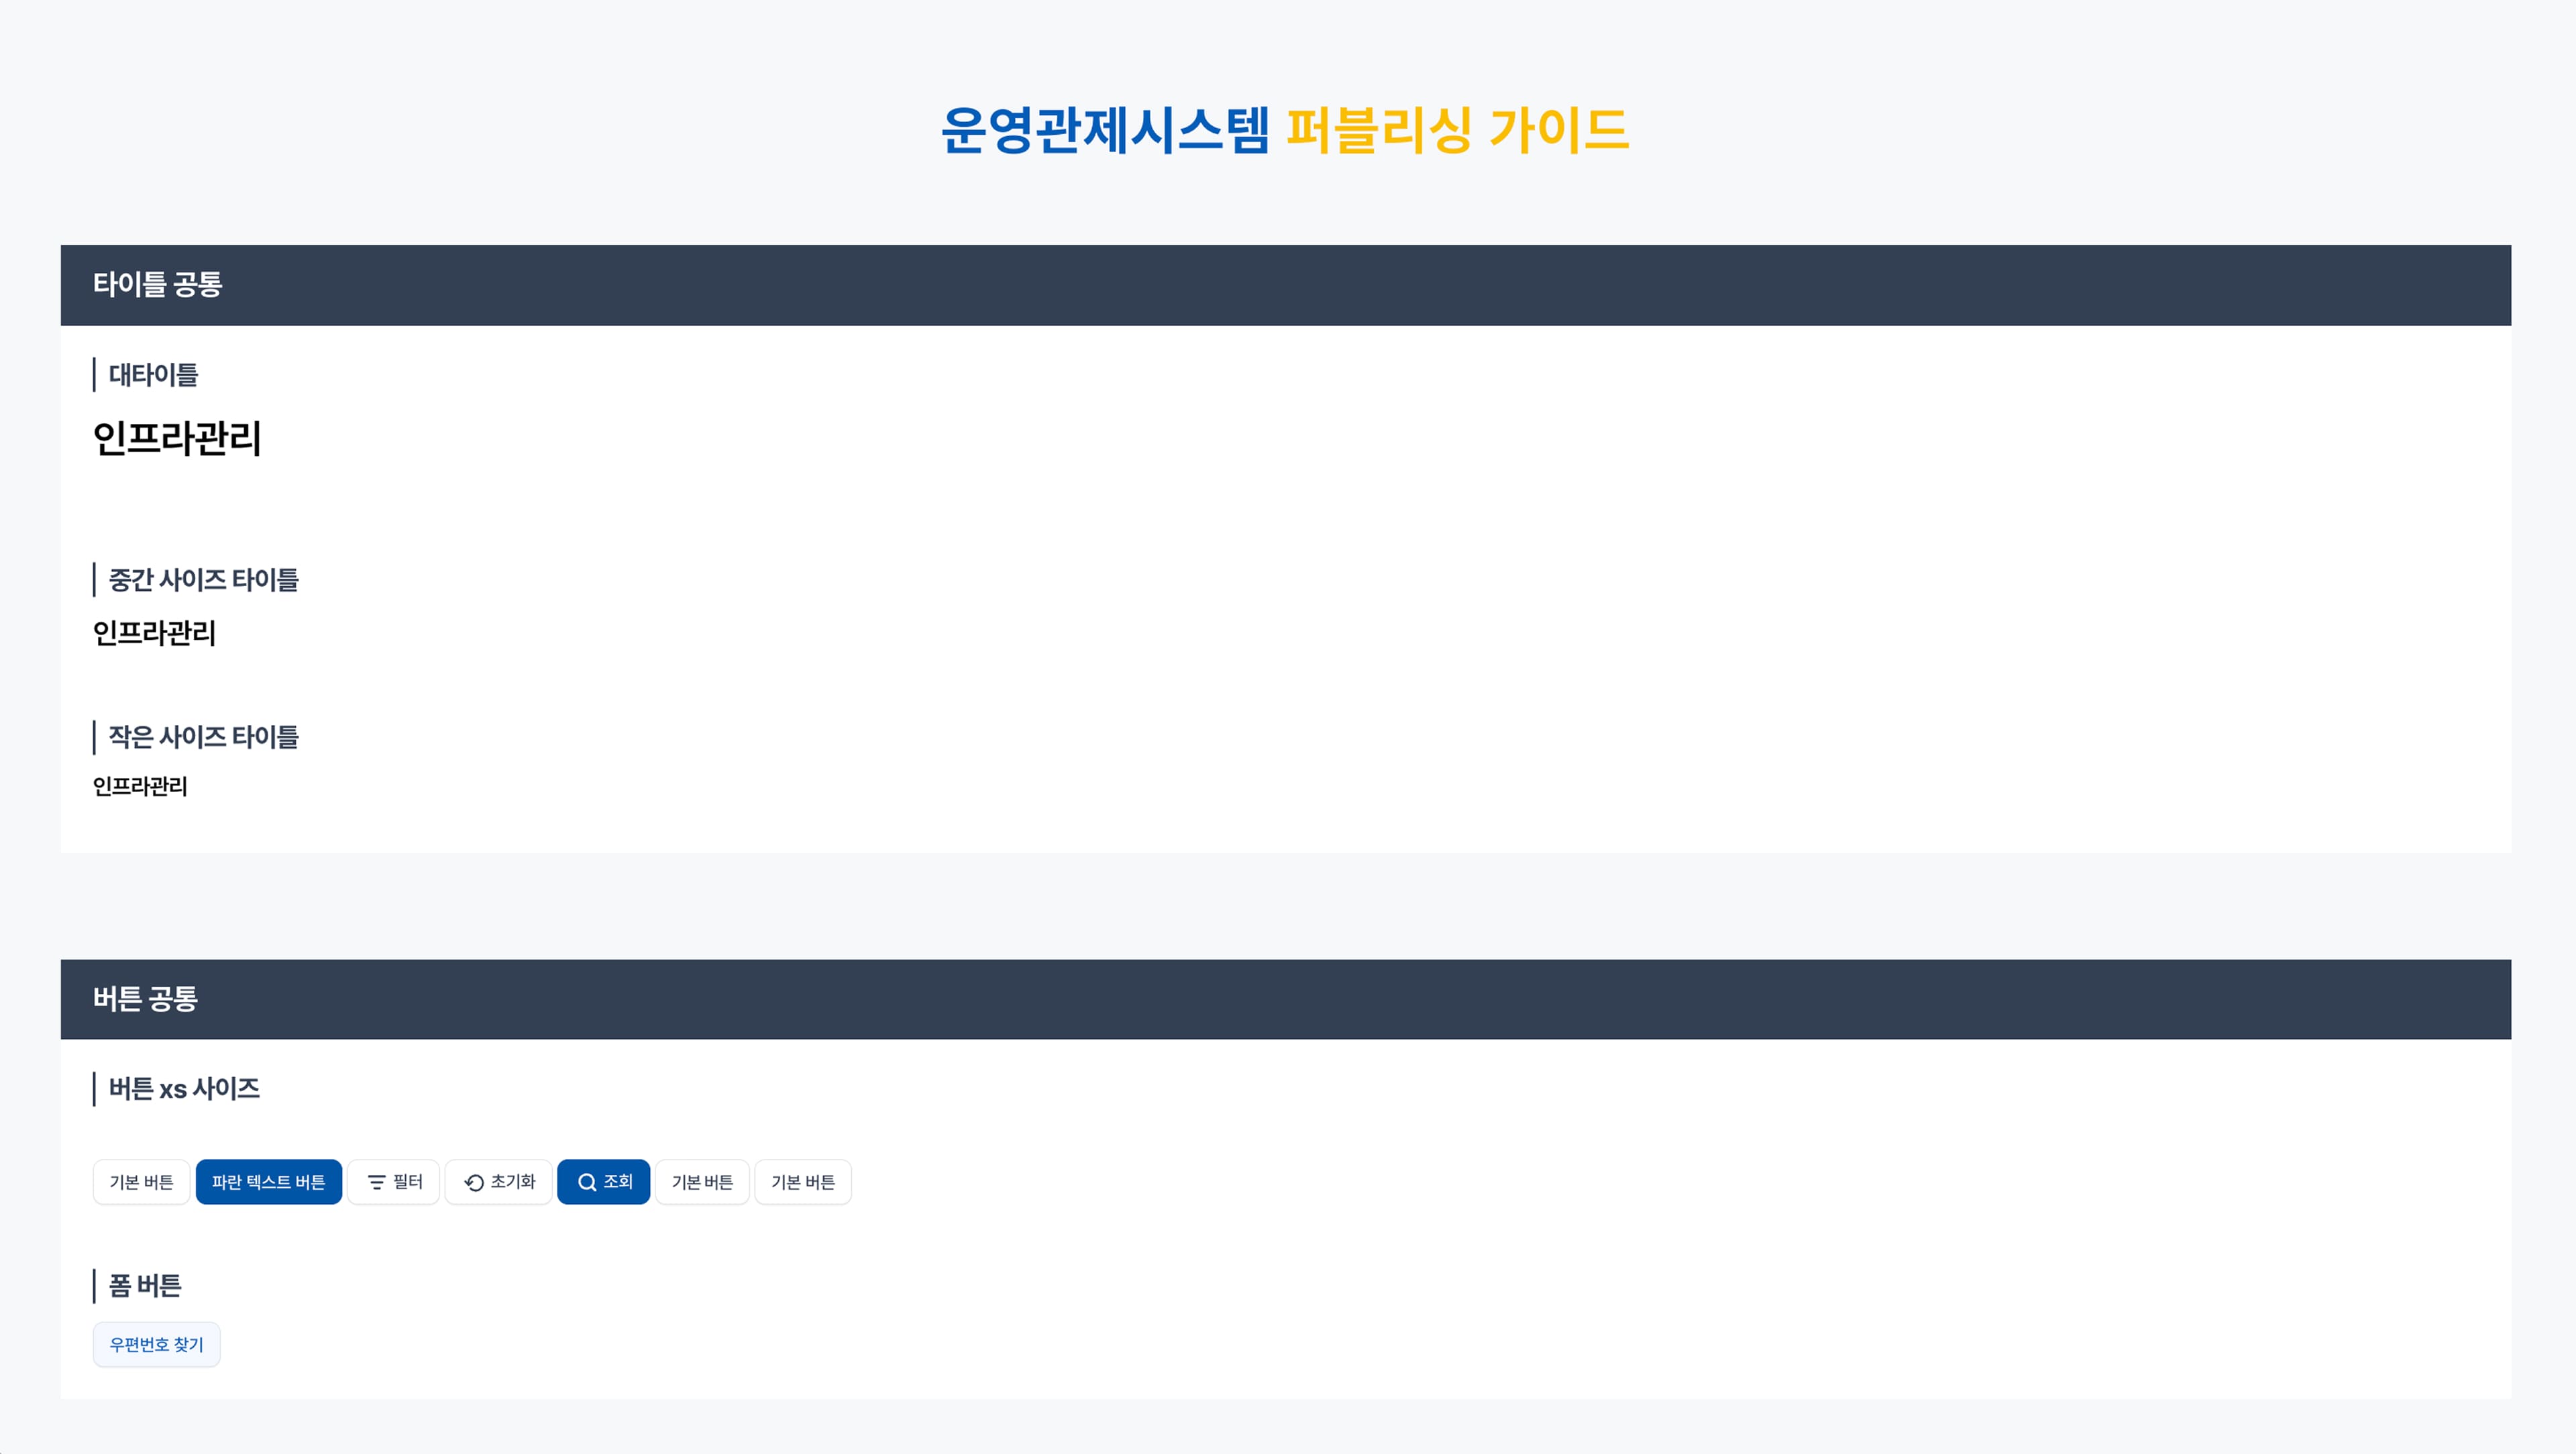 운영관제시스템 퍼블리싱 가이드
타이틀 공통
대타이틀
인프라관리
중간 사이즈 타이틀
인프라관리
작은 사이즈 타이틀
인프라관리
버튼 공통
버튼 xs 사이즈
기본 버튼 파란 텍스트 버튼 필터 초기화 조회 기본 버튼 기본 버튼
폼 버튼
우편번호 찾기